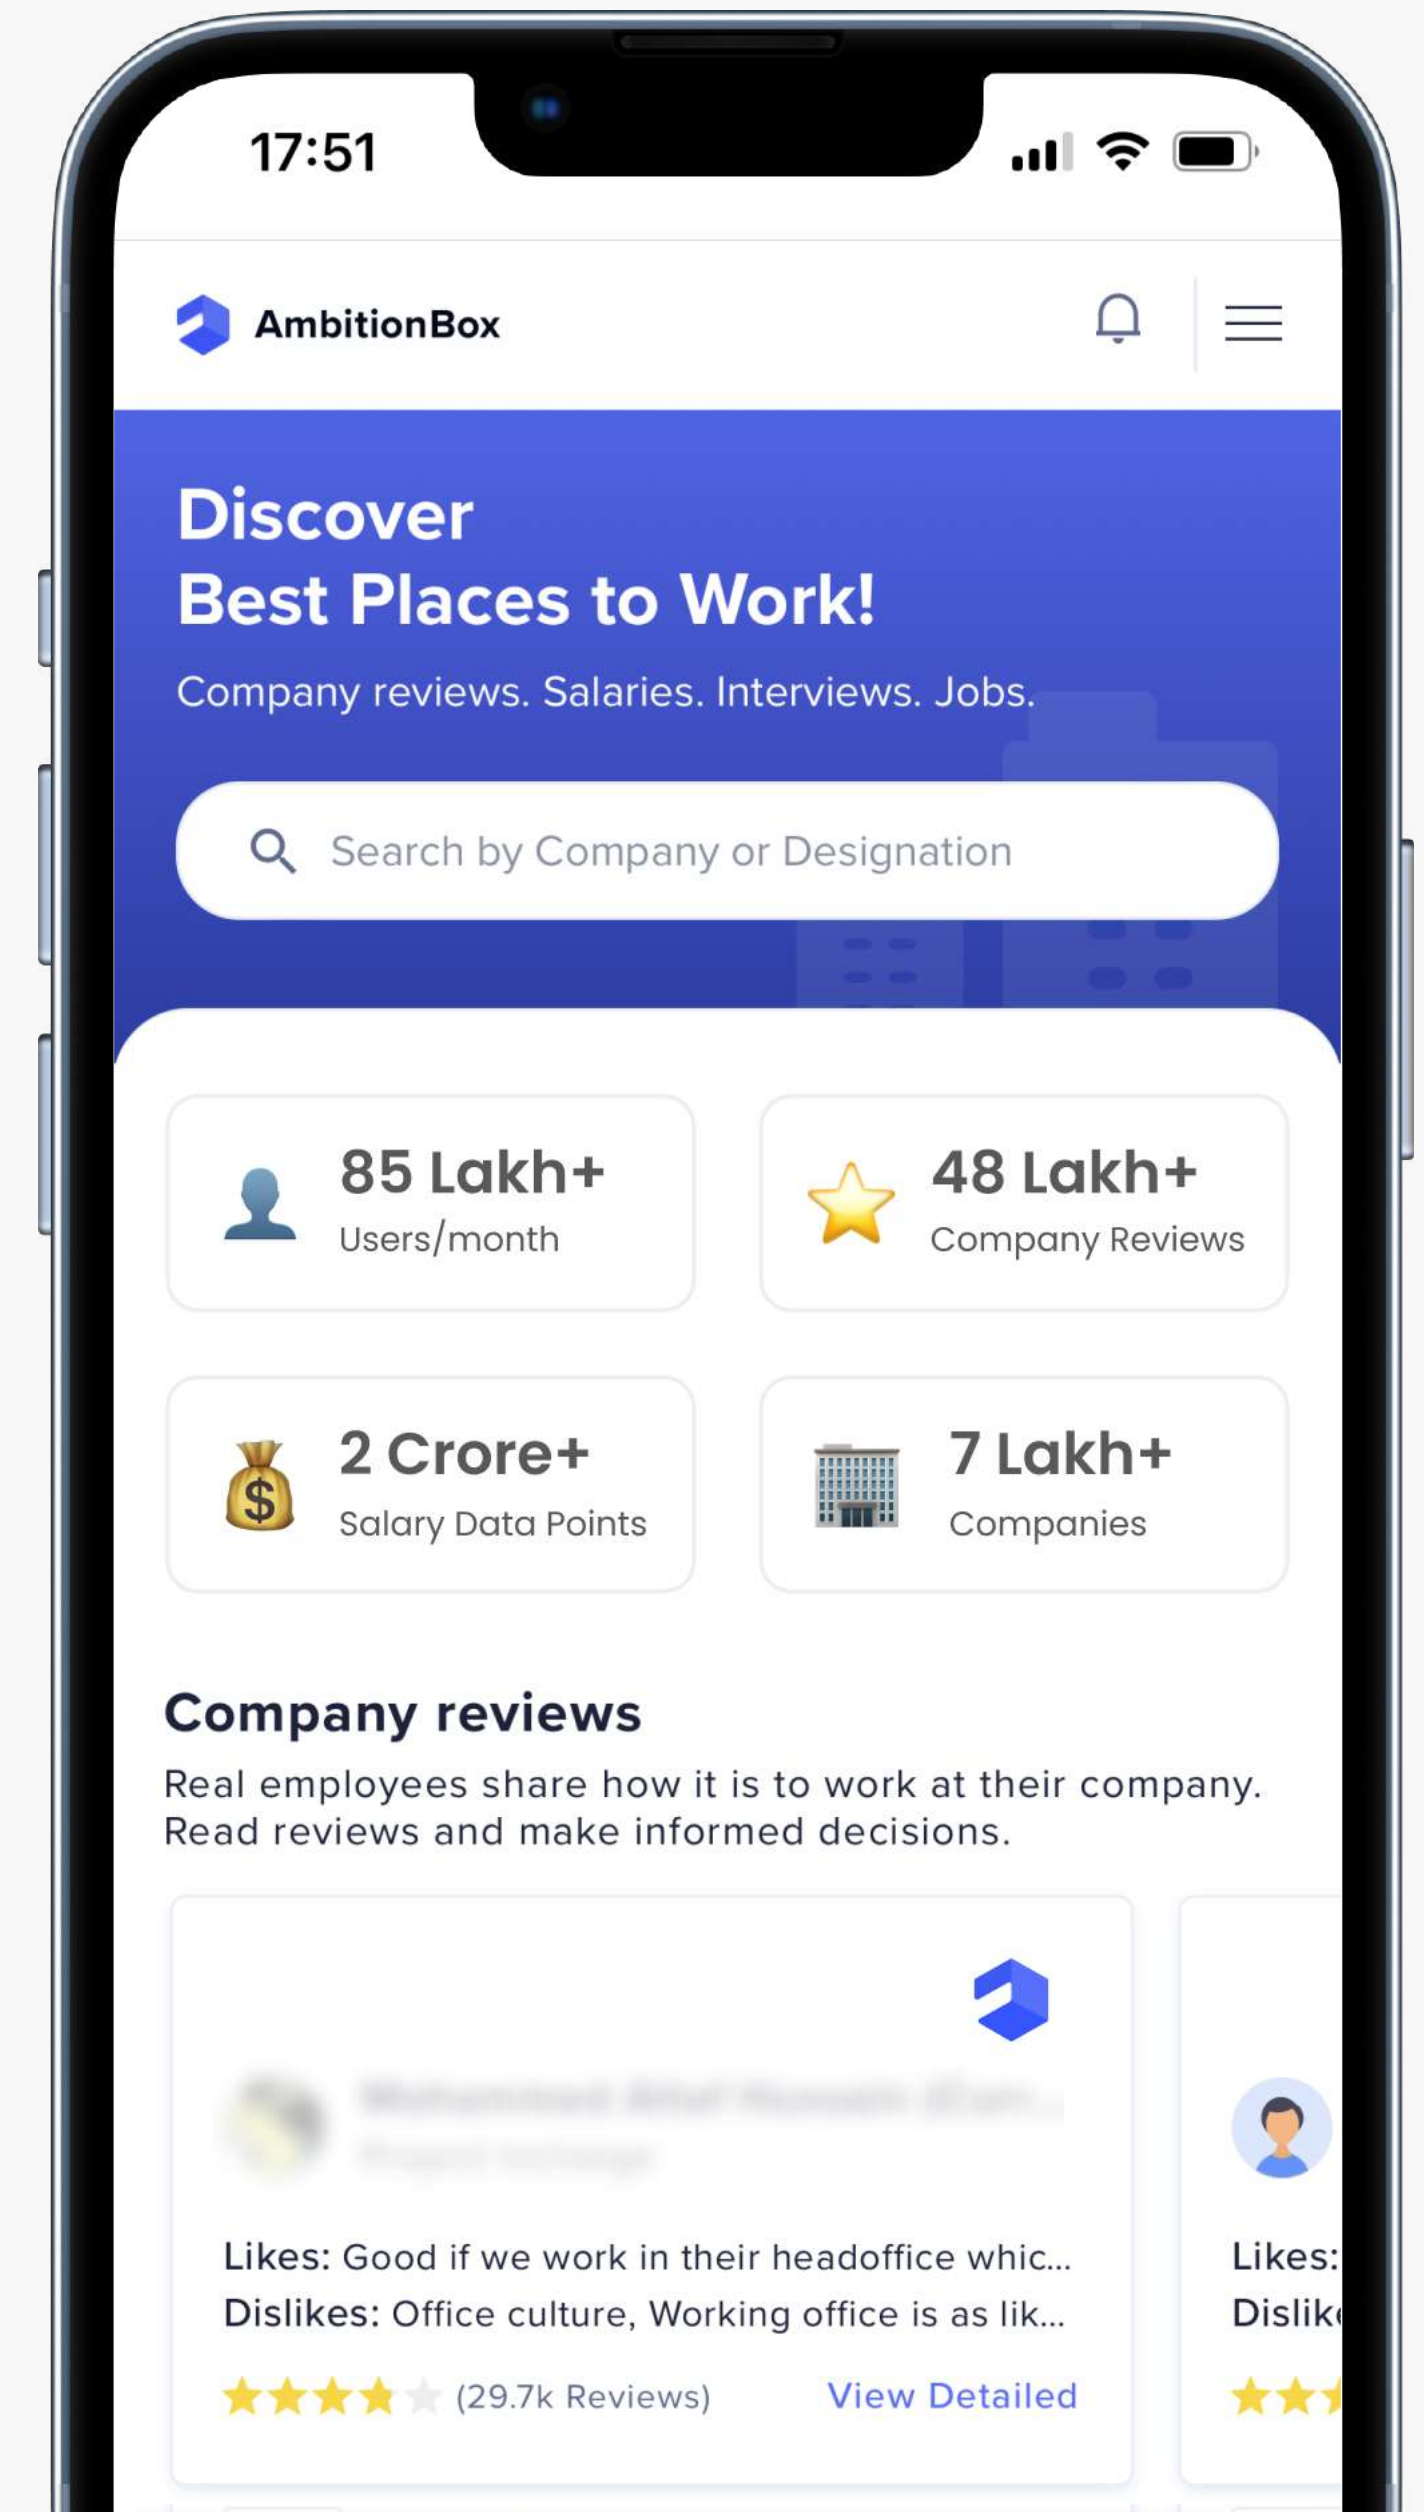 17:51
AmbitionBox
Discover
Best Places to Work!
Company reviews. Salaries. Interviews. Jobs.
Search by Company or Designation
85 Lakh+
Users/month
48 Lakh+
Company Reviews
2 Crore+
Salary Data Points
7 Lakh+
Companies
Company reviews
Real employees share how it is to work at their company.
Read reviews and make informed decisions.
Likes: Good if we work in their headoffice whic...
Dislikes: Office culture, Working office is as lik...
(29.7k Reviews) View Detailed
Likes: